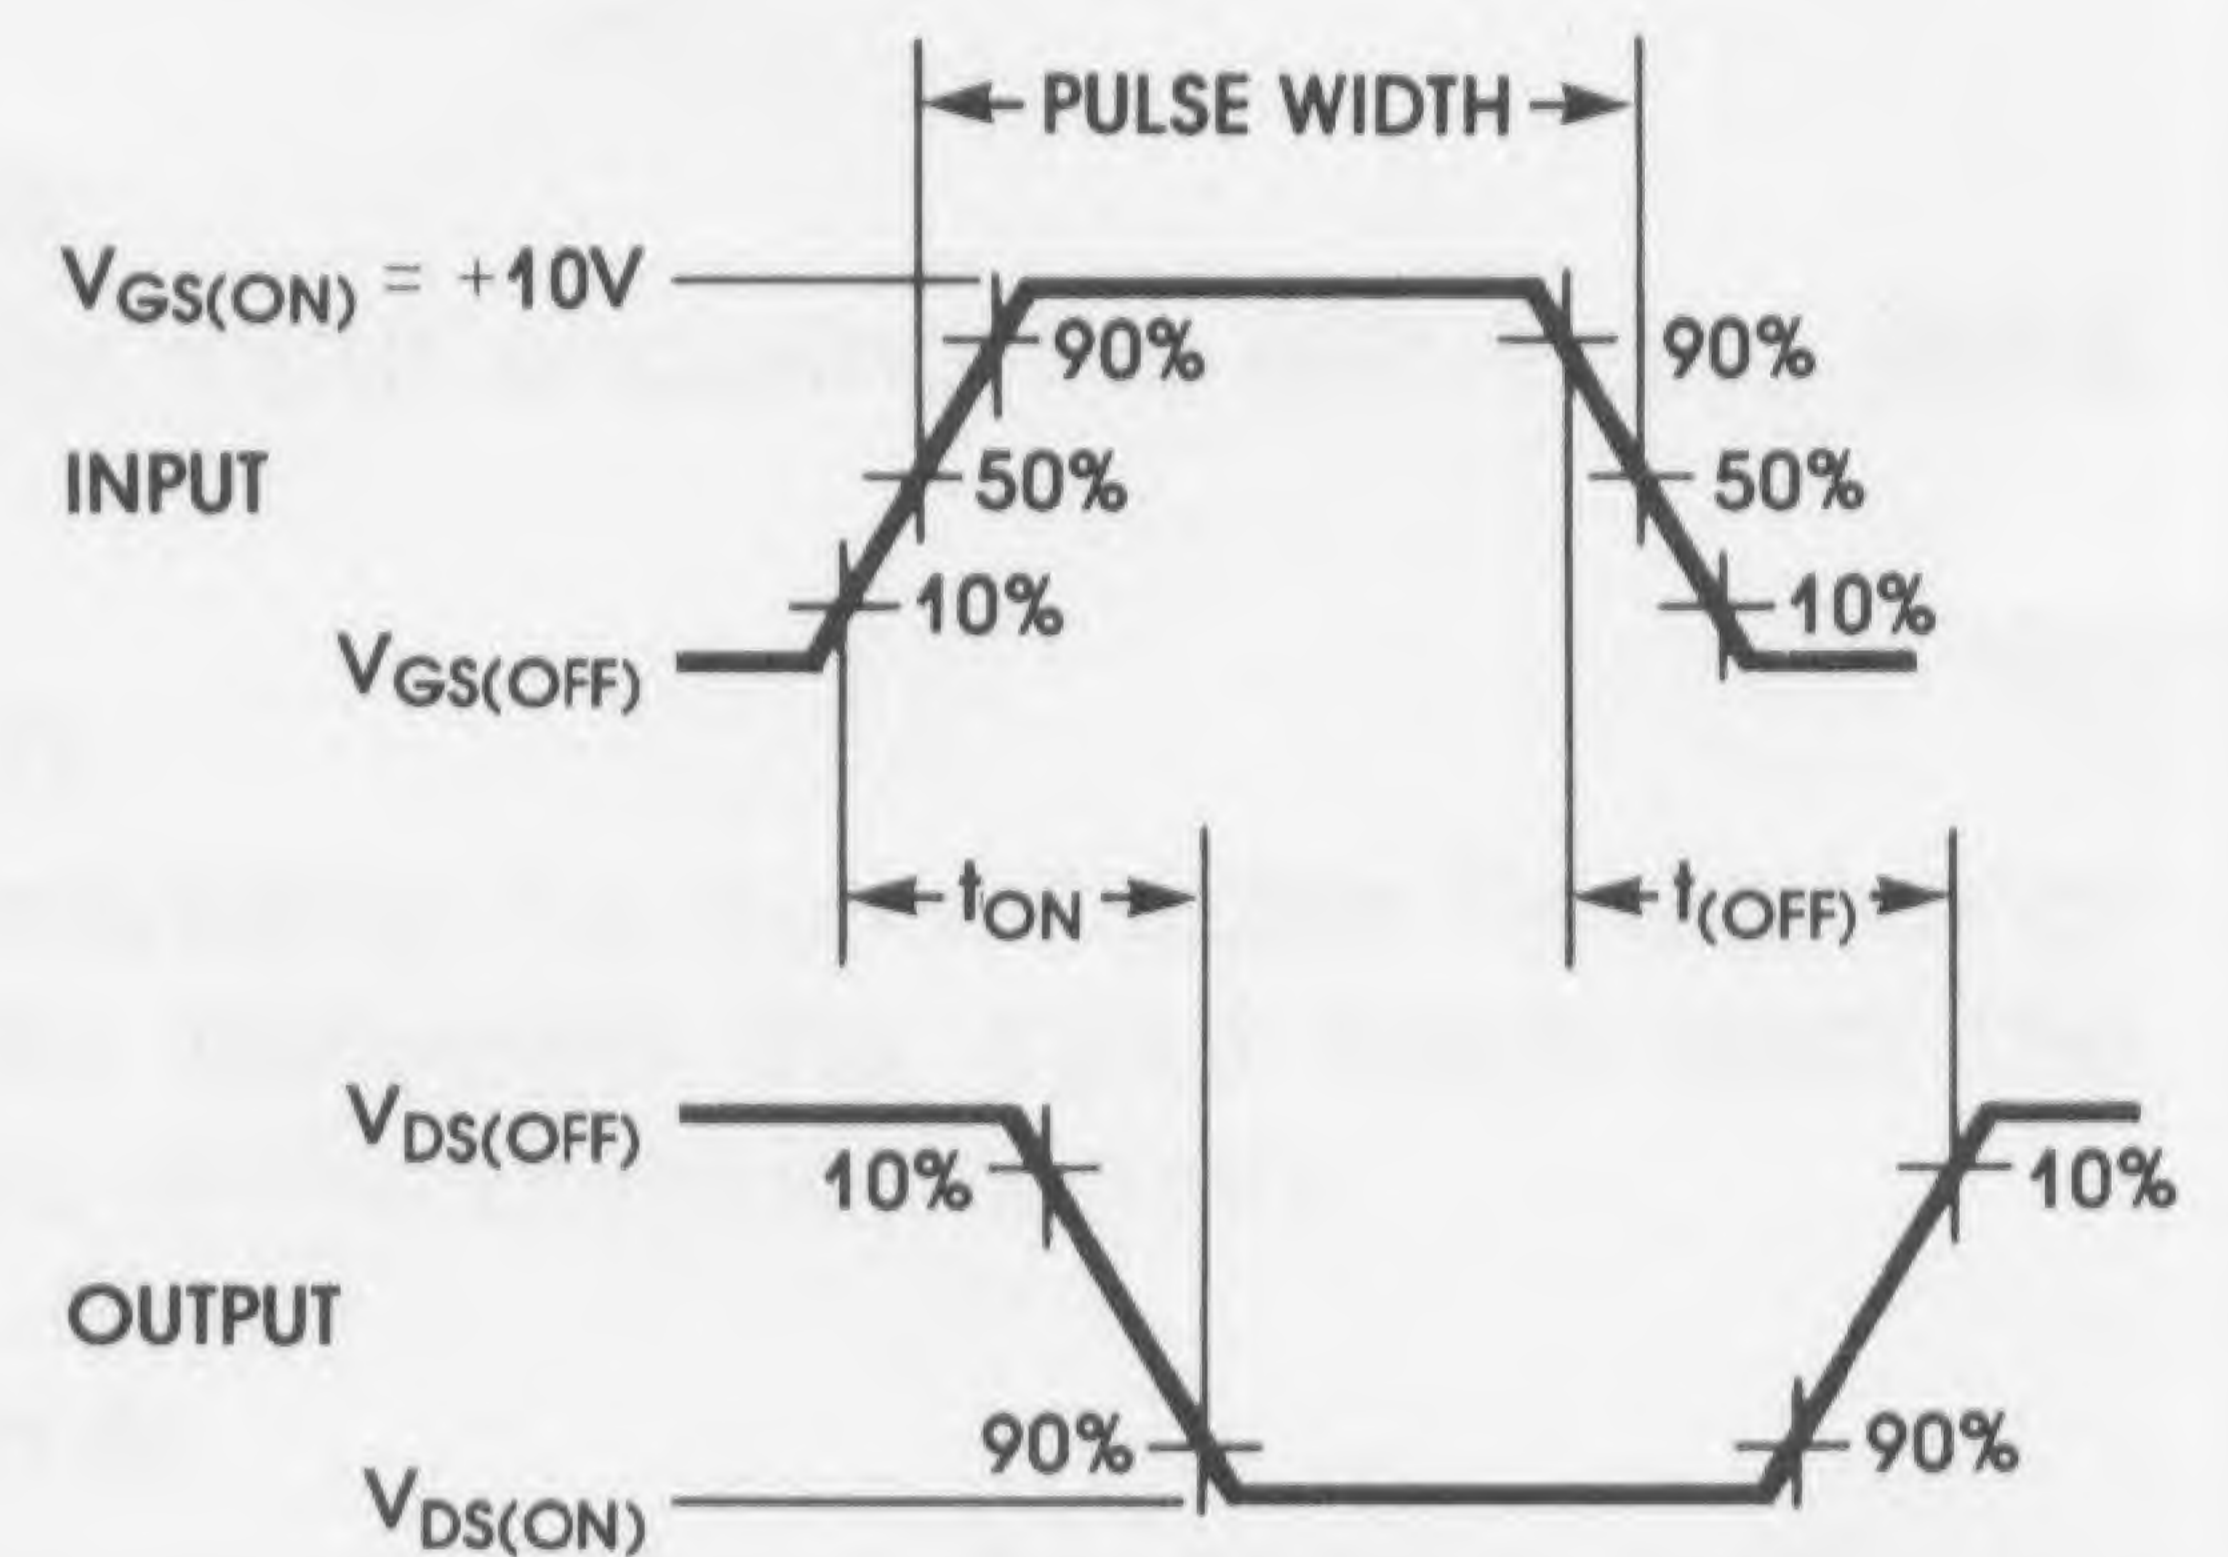 PULSE WIDTH
VGS(ON) = +10V
90% 90%
INPUT
50% 50%
10% 10%
VGS(OFF)
tON t(OFF)
VDS(OFF)
10% 10%
OUTPUT
90% 90%
VDS(ON)